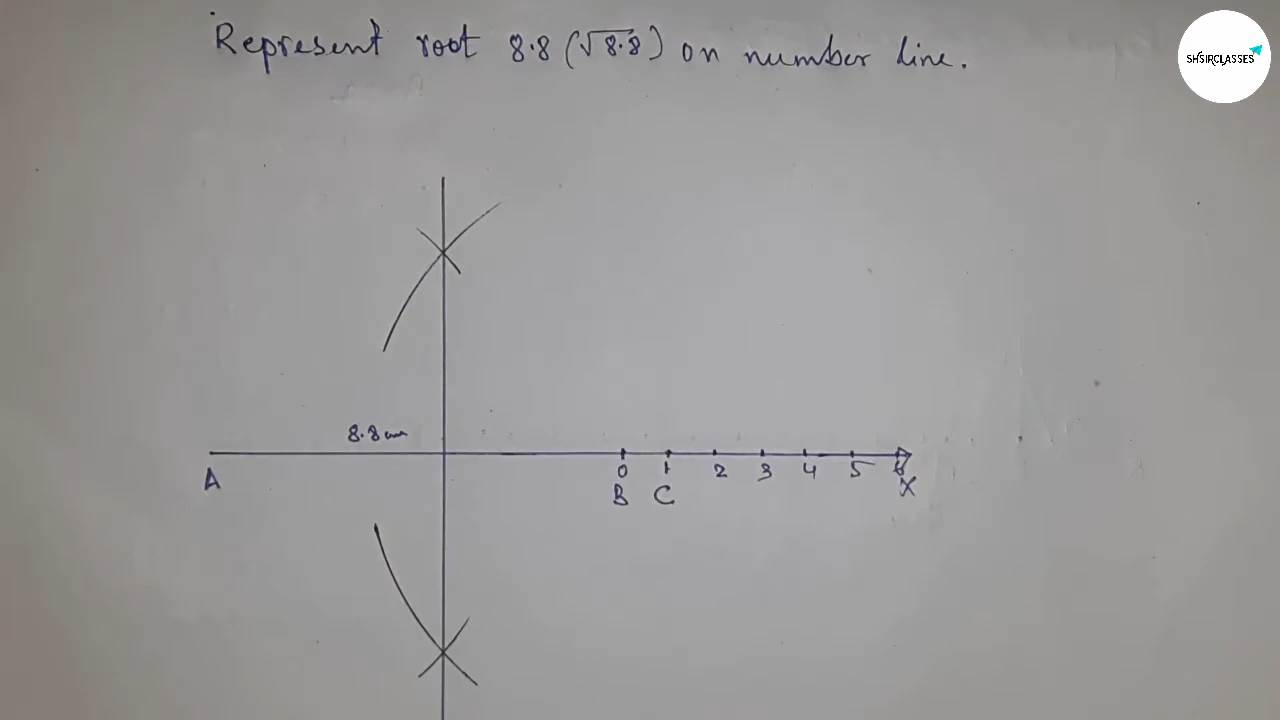 Represent root 8.8 (√8.8) on number line.
SHSIRCLASSES
8.8 cm
A
0 1 2 3 4 5 6
B C X